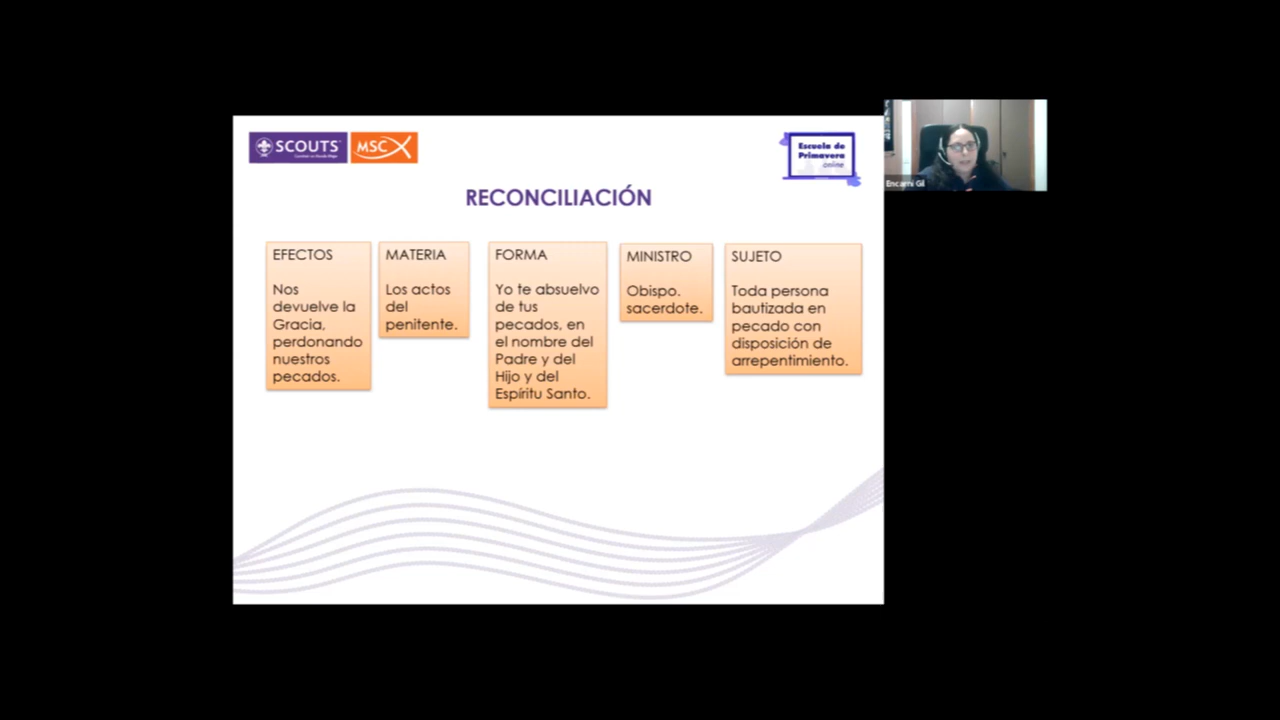 SCOUTS
MSC
Escuela de
Primavera
online
Encarni Gil
RECONCILIACIÓN
EFECTOS
Nos
devuelve la
Gracia,
perdonando
nuestros
pecados.
MATERIA
Los actos
del
penitente.
FORMA
Yo te absuelvo
de tus
pecados, en
el nombre del
Padre y del
Hijo y del
Espíritu Santo.
MINISTRO
Obispo.
sacerdote.
SUJETO
Toda persona
bautizada en
pecado con
disposición de
arrepentimiento.